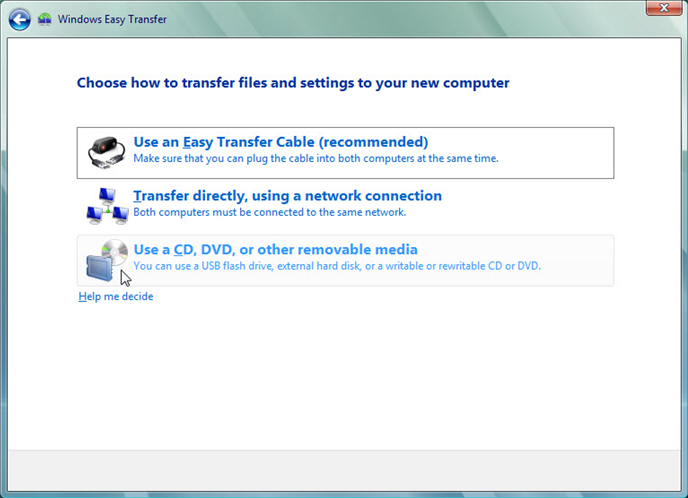 Windows Easy Transfer
Choose how to transfer files and settings to your new computer
Use an Easy Transfer Cable (recommended)
Make sure that you can plug the cable into both computers at the same time.
Transfer directly, using a network connection
Both computers must be connected to the same network.
Use a CD, DVD, or other removable media
You can use a USB flash drive, external hard disk, or a writable or rewritable CD or DVD.
Help me decide